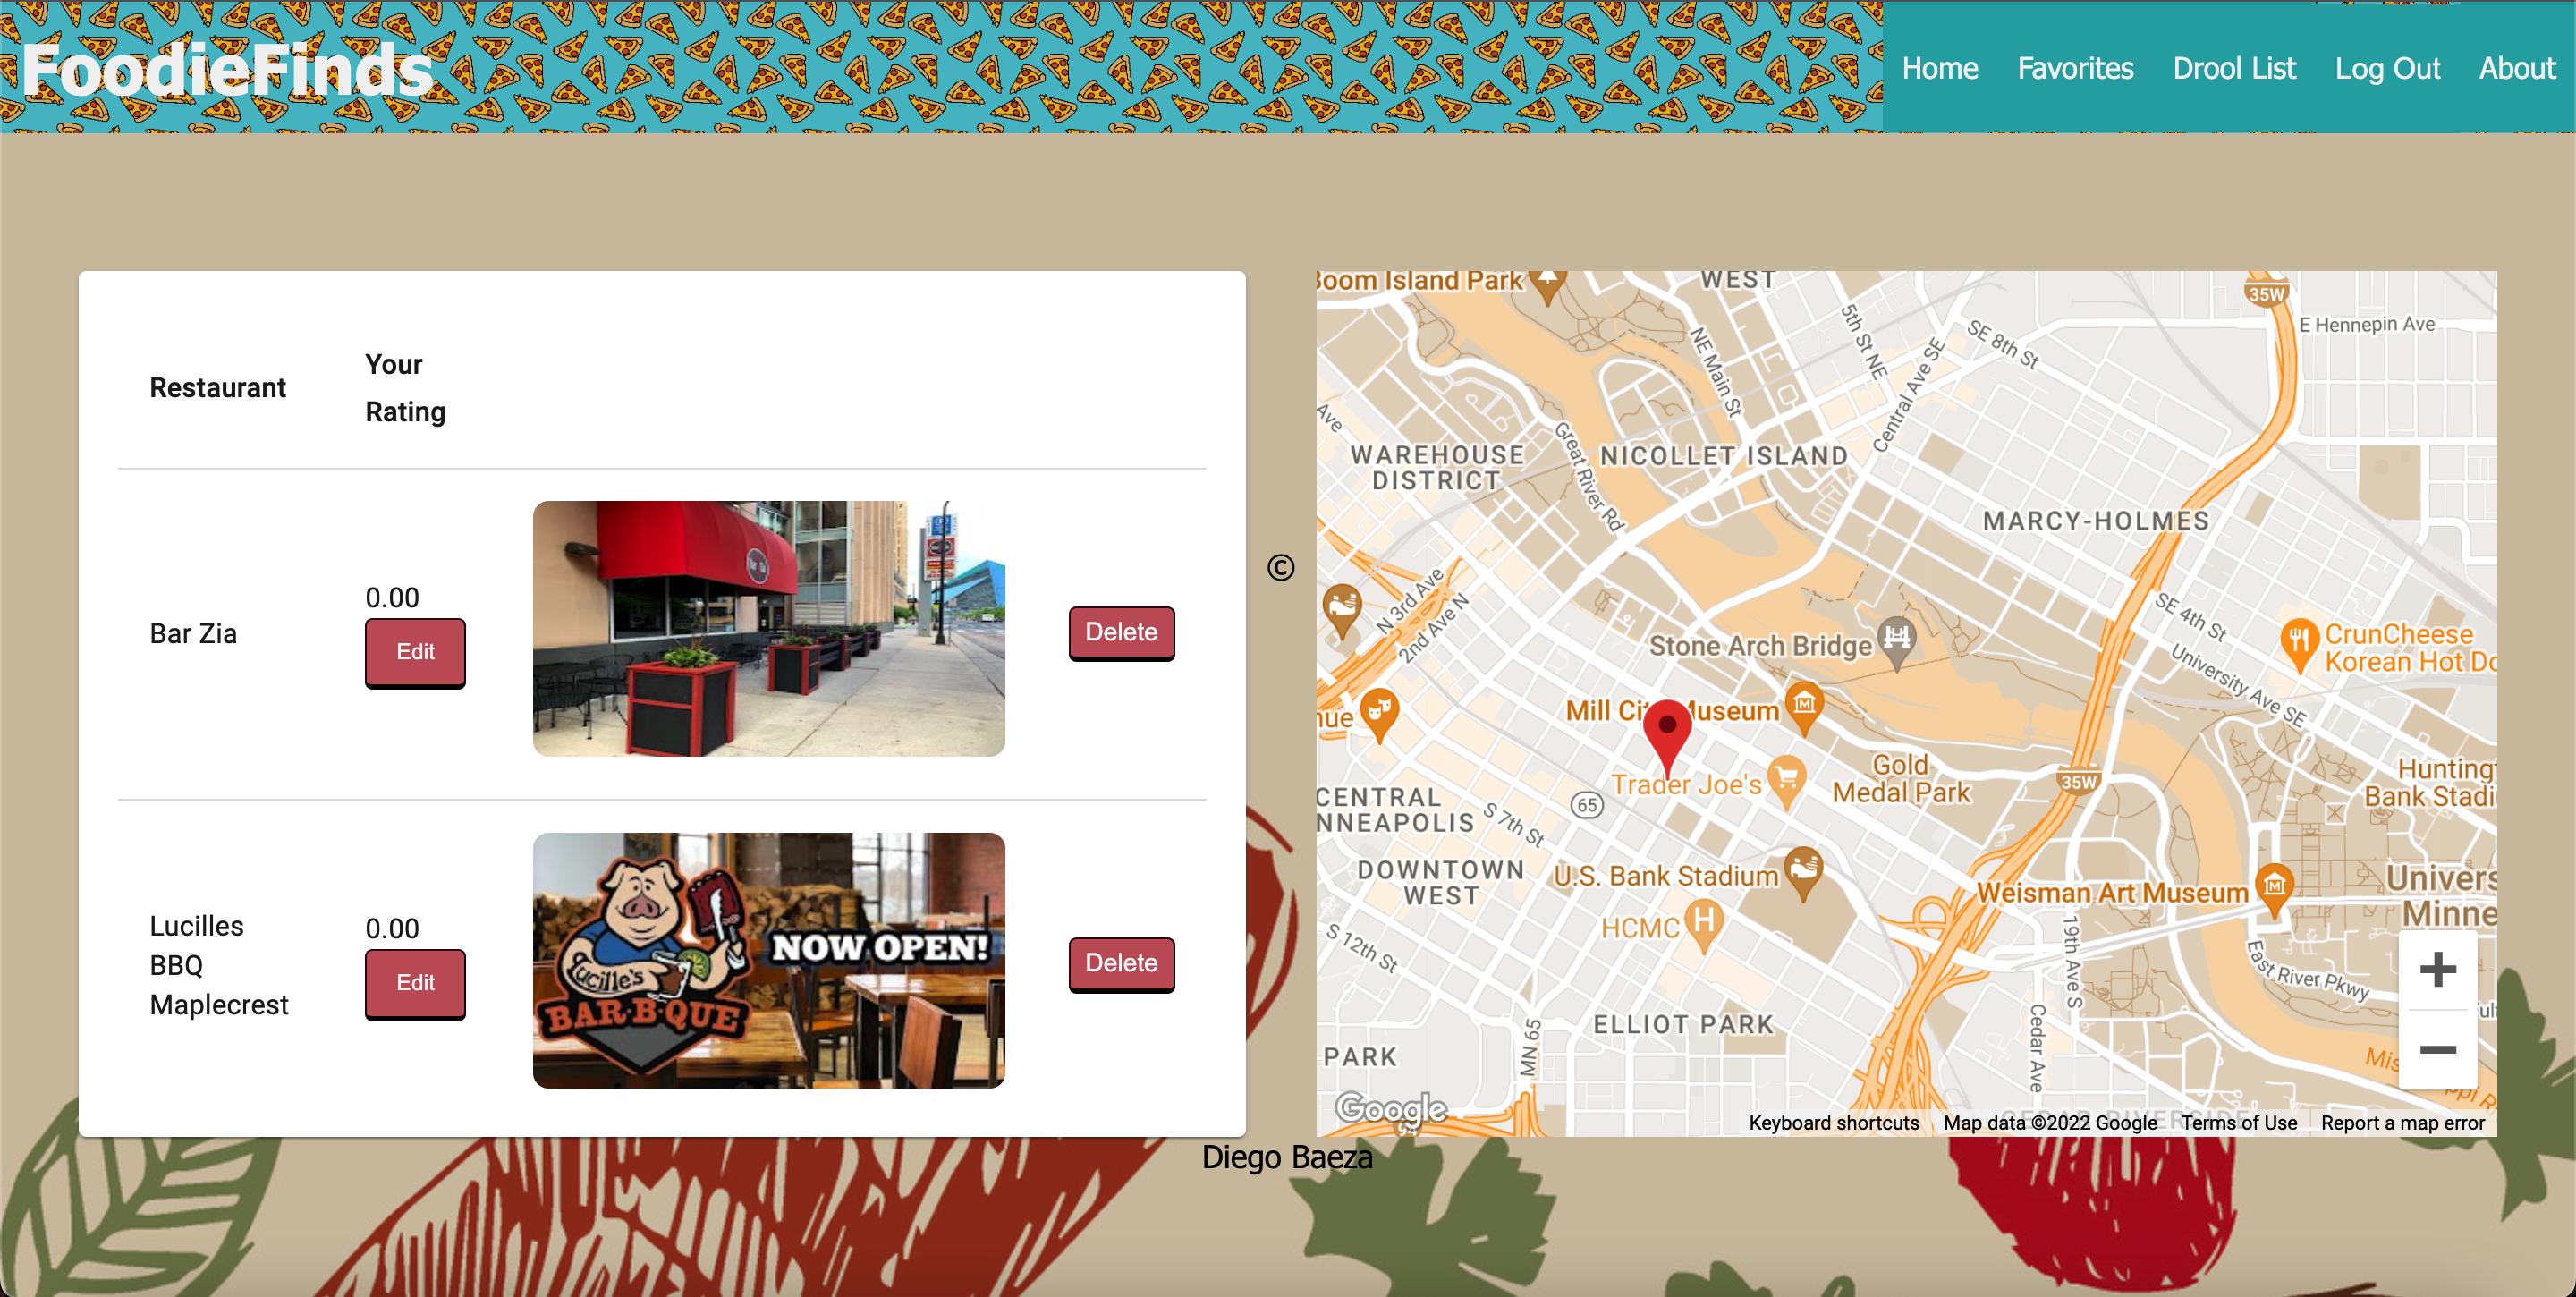 FoodieFinds
Home
Favorites
Drool List
Log Out
About
Restaurant
Your
Rating
Bar Zia
0.00
Edit
Delete
Lucilles
BBQ
Maplecrest
0.00
Edit
Lucille's
BAR·B·QUE
NOW OPEN!
Delete
©
Boom Island Park
WEST
35W
E Hennepin Ave
5th St NE
SE 8th St
NE Main St
Central Ave SE
Ave
WAREHOUSE
DISTRICT
Great River Rd
NICOLLET ISLAND
MARCY-HOLMES
N 3rd Ave
2nd Ave N
SE 4th St
Stone Arch Bridge
CrunCheese
Korean Hot Do
University Ave SE
Mill City Museum
nue
Trader Joe's
Gold
Medal Park
35W
Hunting
Bank Stadi
CENTRAL
NNEAPOLIS
65
S 7th St
DOWNTOWN
WEST
U.S. Bank Stadium
Weisman Art Museum
Univers
Minne
HCMC
H
S 12th St
19th Ave S
East River Pkwy
ELLIOT PARK
MN 65
Cedar Ave
PARK
Mis
ppi R
CEDAR-RIVERSIDE
Google
Keyboard shortcuts
Map data ©2022 Google
Terms of Use
Report a map error
Diego Baeza